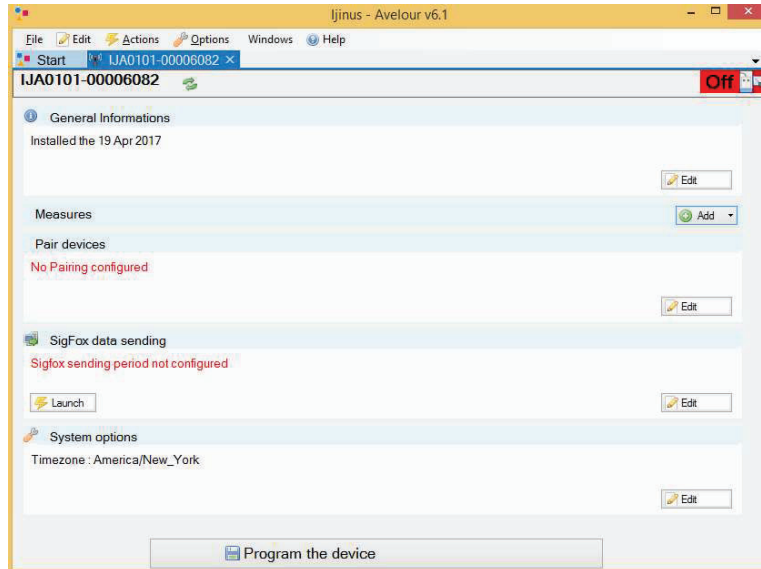 Ijinus - Avelour v6.1
File Edit Actions Options Windows Help
Start IJA0101-00006082
IJA0101-00006082 Off
General Informations
Installed the 19 Apr 2017
Edit
Measures Add
Pair devices
No Pairing configured
Edit
SigFox data sending
Sigfox sending period not configured
Launch Edit
System options
Timezone : America/New_York
Edit
Program the device